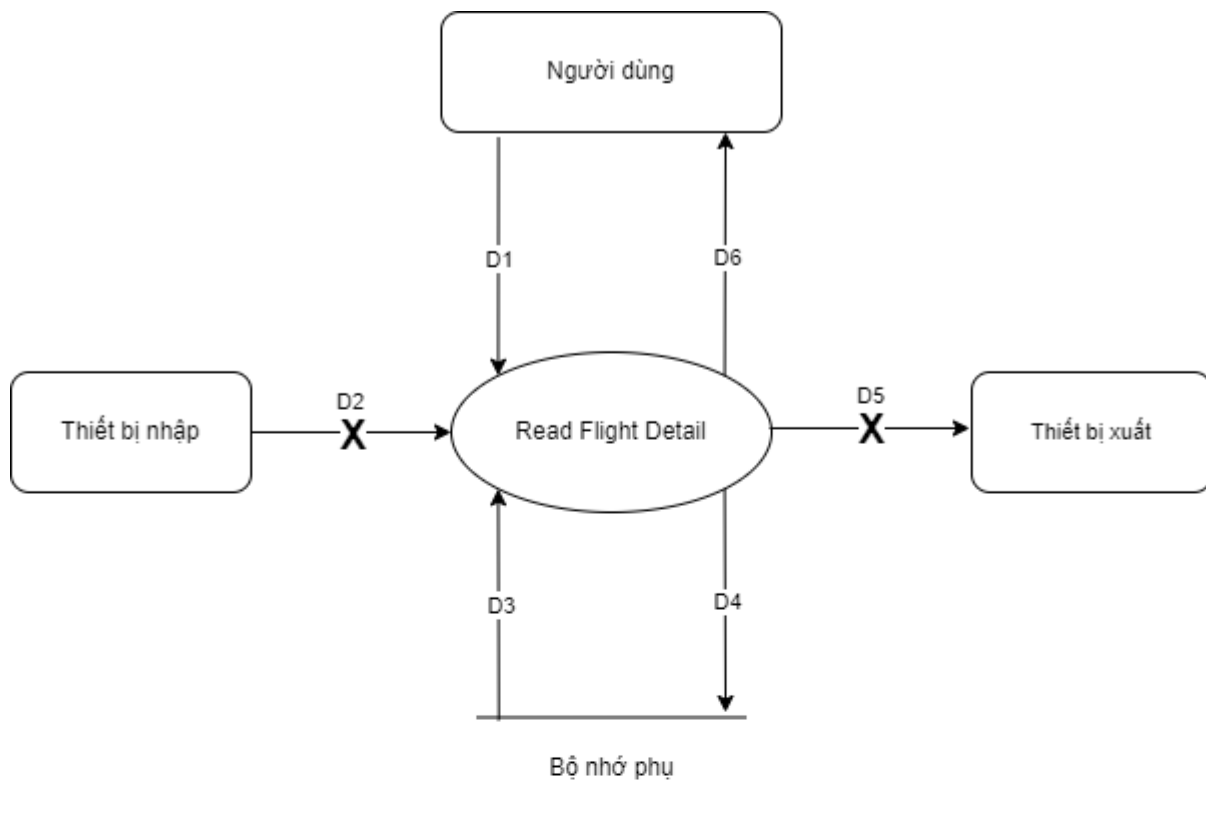 Người dùng
D1
D6
D2
X
D5
X
Thiết bị nhập
Read Flight Detail
Thiết bị xuất
D3
D4
Bộ nhớ phụ